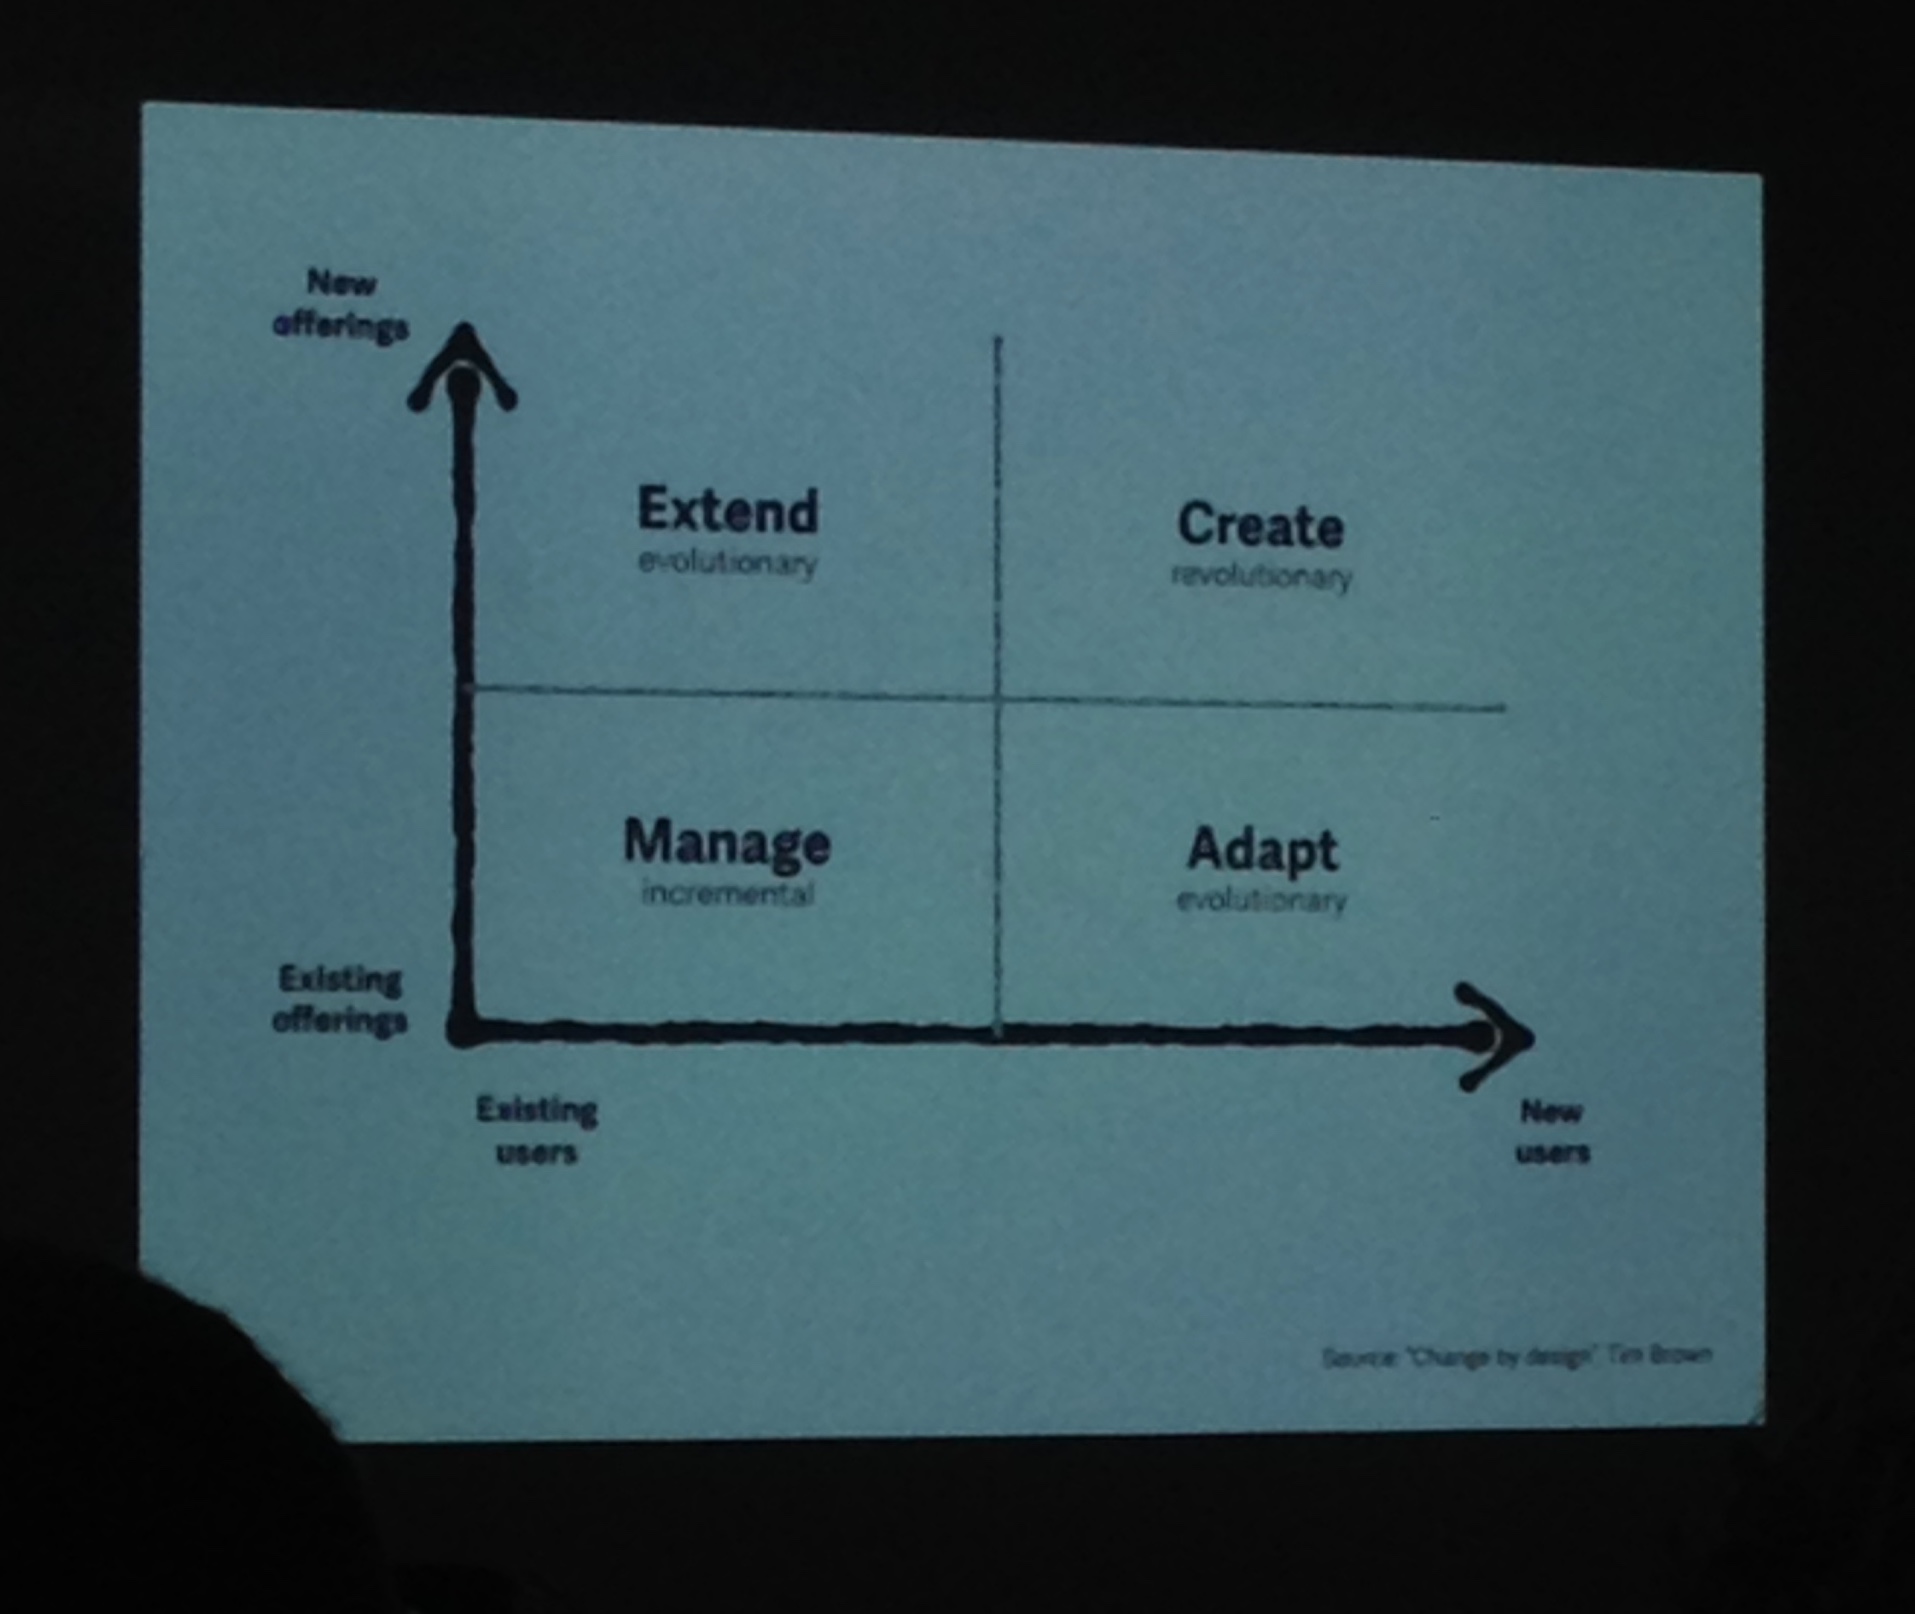 New
offerings
Extend
evolutionary
Create
revolutionary
Manage
incremental
Adapt
evolutionary
Existing
offerings
Existing
users
New
users
Source: "Change by design" Tim Brown